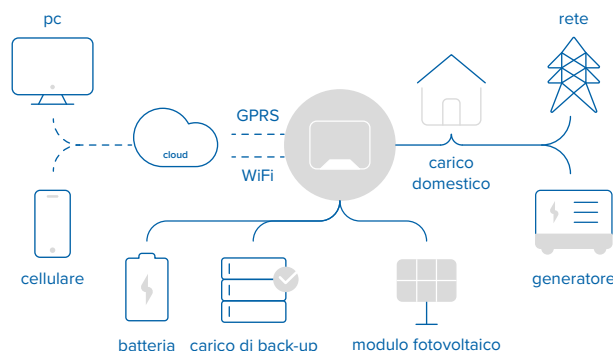 pc
rete
GPRS
cloud
WiFi
carico
domestico
cellulare
generatore
batteria
carico di back-up
modulo fotovoltaico